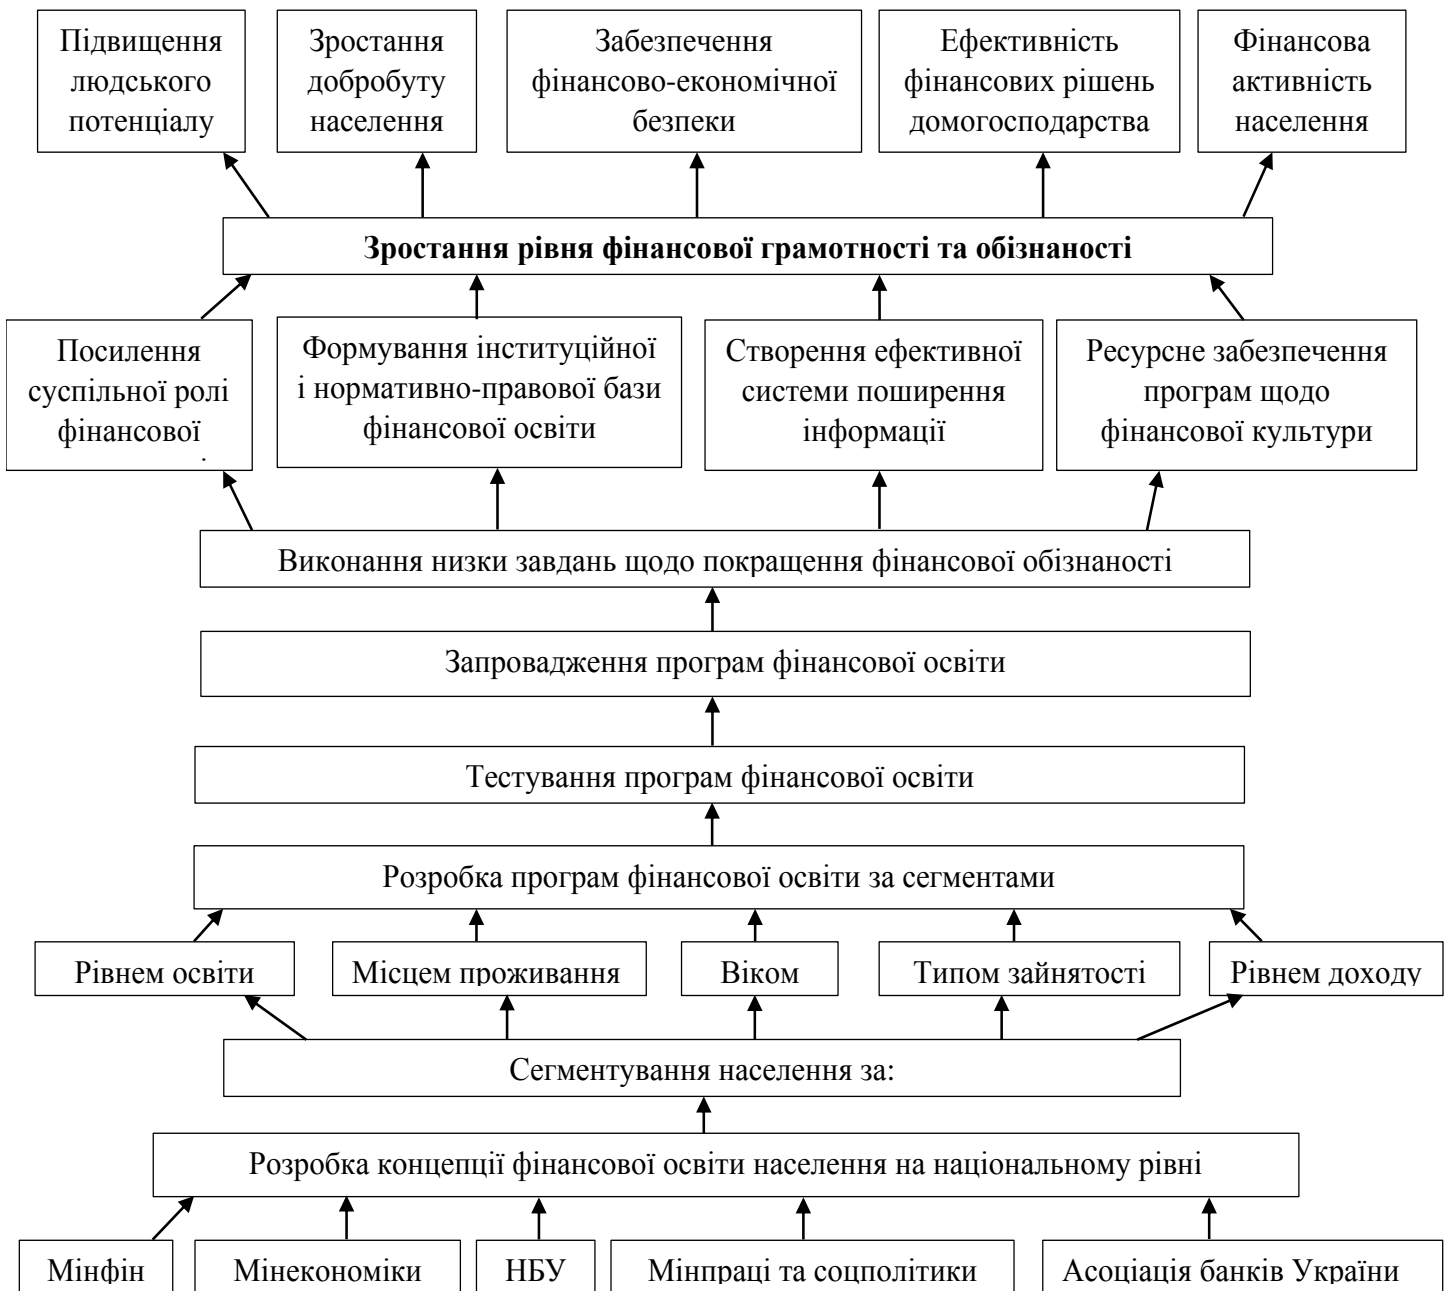 Підвищення
людського
потенціалу
Зростання
добробуту
населення
Забезпечення
фінансово-економічної
безпеки
Ефективність
фінансових рішень
домогосподарства
Фінансова
активність
населення
Зростання рівня фінансової грамотності та обізнаності
Посилення
суспільної ролі
фінансової
Формування інституційної
і нормативно-правової бази
фінансової освіти
Створення ефективної
системи поширення
інформації
Ресурсне забезпечення
програм щодо
фінансової культури
Виконання низки завдань щодо покращення фінансової обізнаності
Запровадження програм фінансової освіти
Тестування програм фінансової освіти
Розробка програм фінансової освіти за сегментами
Рівнем освіти
Місцем проживання
Віком
Типом зайнятості
Рівнем доходу
Сегментування населення за:
Розробка концепції фінансової освіти населення на національному рівні
Мінфін
Мінекономіки
НБУ
Мінпраці та соцполітики
Асоціація банків України